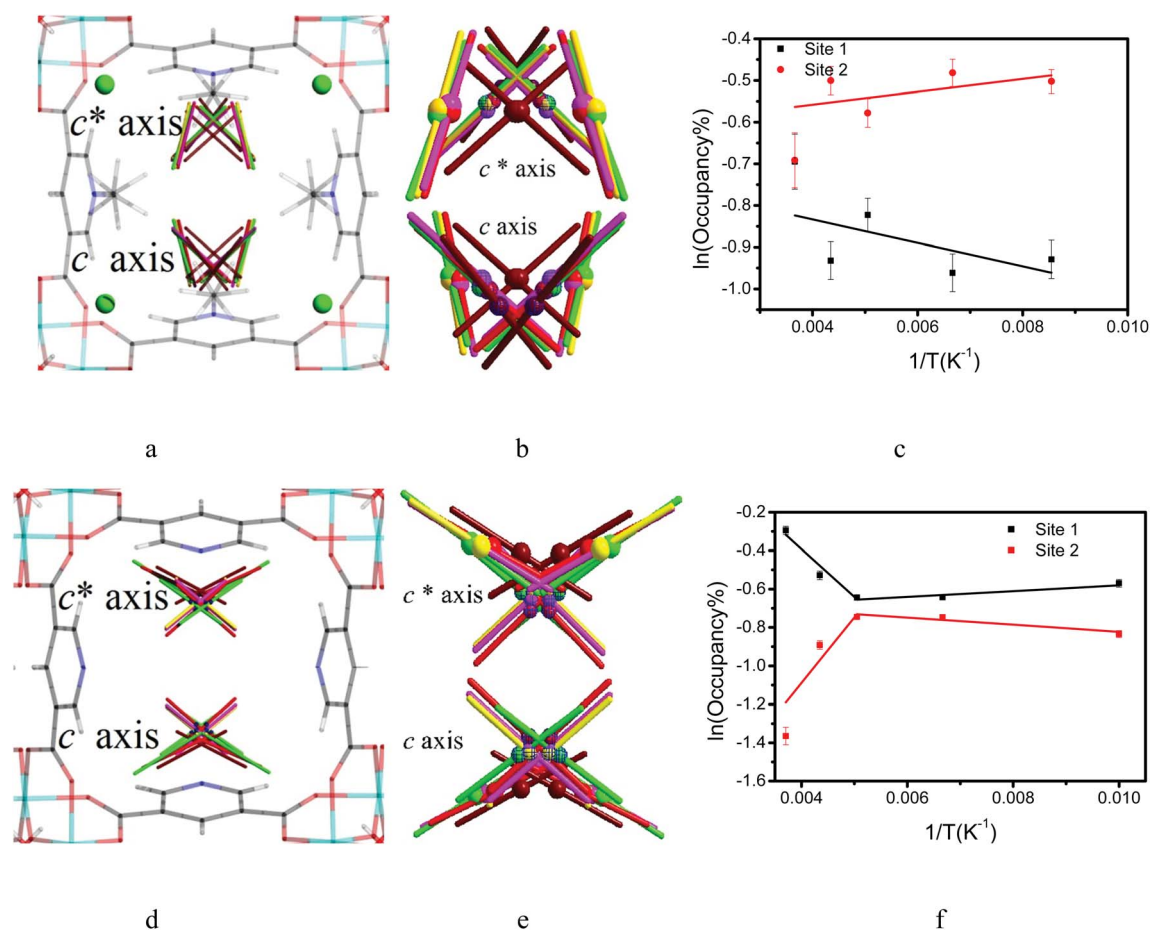 c* axis
c axis
c * axis
c axis
ln(Occupancy%)
-0.4
-0.5
-0.6
-0.7
-0.8
-0.9
-1.0
Site 1
Site 2
0.004
0.006
0.008
0.010
1/T(K⁻¹)
a
b
c
c* axis
c axis
c * axis
c axis
ln(Occupancy%)
-0.2
-0.4
-0.6
-0.8
-1.0
-1.2
-1.4
-1.6
Site 1
Site 2
0.004
0.006
0.008
0.010
1/T(K⁻¹)
d
e
f